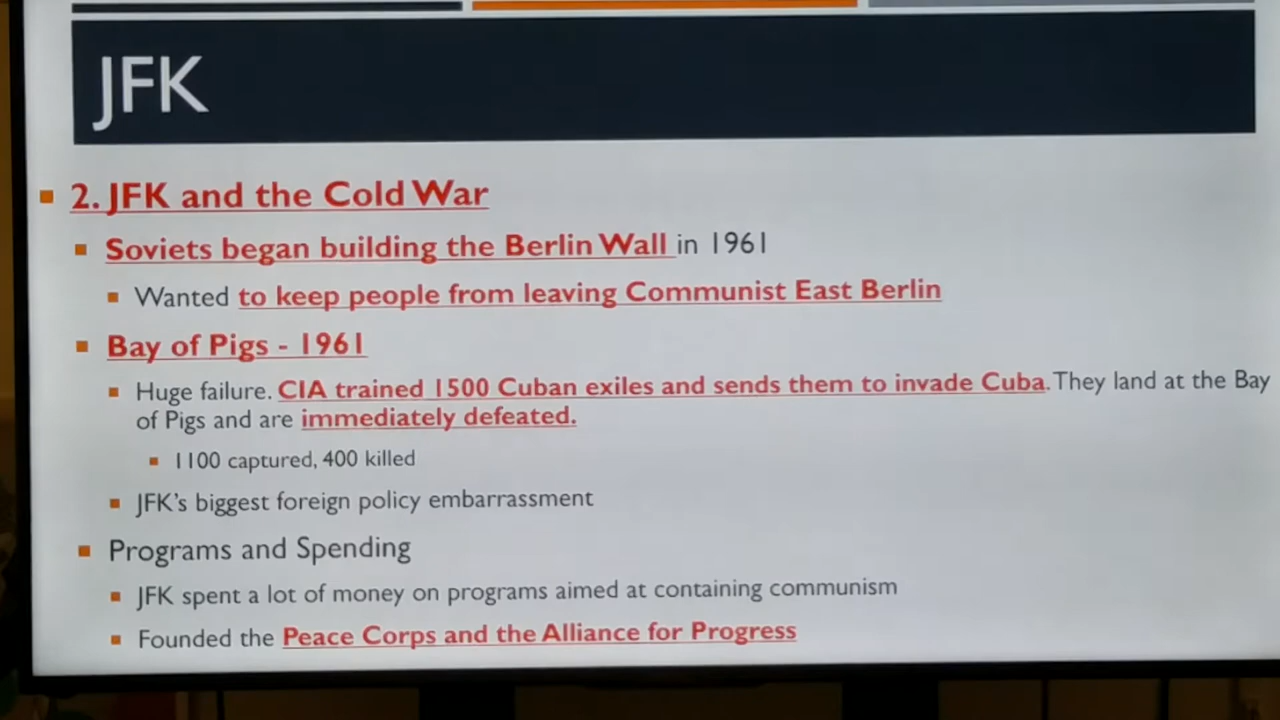 JFK
2. JFK and the Cold War
Soviets began building the Berlin Wall in 1961
Wanted to keep people from leaving Communist East Berlin
Bay of Pigs - 1961
Huge failure. CIA trained 1500 Cuban exiles and sends them to invade Cuba. They land at the Bay
of Pigs and are immediately defeated.
1100 captured, 400 killed
JFK's biggest foreign policy embarrassment
Programs and Spending
JFK spent a lot of money on programs aimed at containing communism
Founded the Peace Corps and the Alliance for Progress